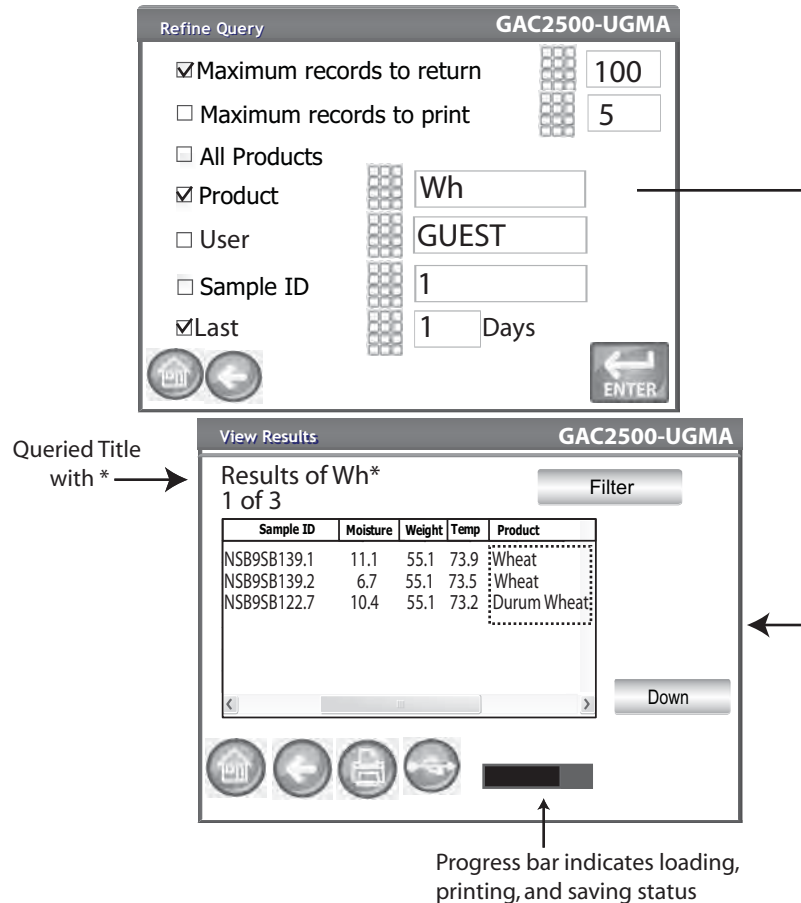 Refine Query GAC2500-UGMA
Maximum records to return 100
Maximum records to print 5
All Products
Product Wh
User GUEST
Sample ID 1
Last 1 Days
ENTER
Queried Title
with *
View Results GAC2500-UGMA
Results of Wh*
1 of 3
Filter
Sample ID Moisture Weight Temp Product
NSB9SB139.1 11.1 55.1 73.9 Wheat
NSB9SB139.2 6.7 55.1 73.5 Wheat
NSB9SB122.7 10.4 55.1 73.2 Durum Wheat
Down
Progress bar indicates loading,
printing, and saving status